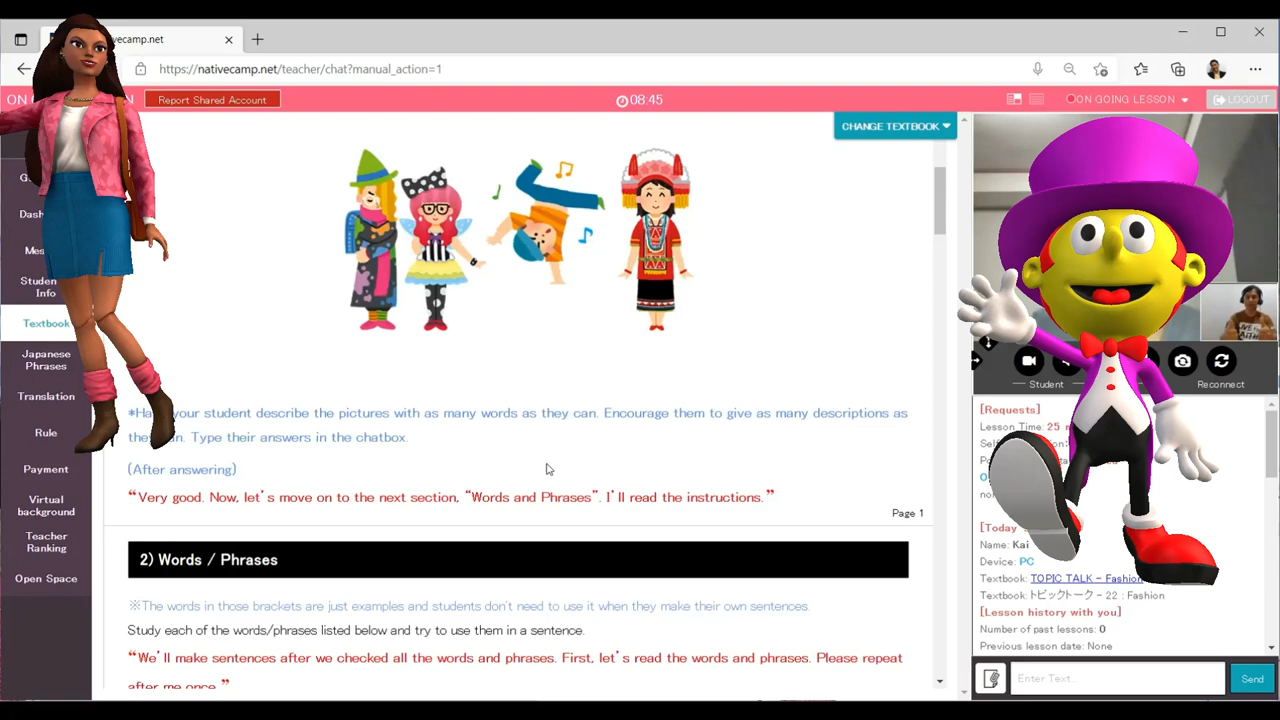 vecamp.net
https://nativecamp.net/teacher/chat?manual_action=1
ON
N
Report Shared Account
08:45
ON GOING LESSON
LOGOUT
CHANGE TEXTBOOK
Textbook
Japanese
Phrases
Translation
Rule
Payment
Virtual
background
Teacher
Ranking
Open Space
Info
*Ha your student describe the pictures with as many words as they can. Encourage them to give as many descriptions as
the n. Type their answers in the chatbox.
(After answering)
“Very good. Now, let's move on to the next section, “Words and Phrases”. I'll read the instructions.”
Page 1
2) Words / Phrases
※The words in those brackets are just examples and students don't need to use it when they make their own sentences.
Study each of the words/phrases listed below and try to use them in a sentence.
“We'll make sentences after we checked all the words and phrases. First, let's read the words and phrases. Please repeat
after me once.”
Student
Reconnect
[Requests]
Lesson Time: 25
[Today
Name: Kai
Device: PC
Textbook: TOPIC TALK - Fashion
Textbook: トピックトーク - 22 : Fashion
[Lesson history with you]
Number of past lessons: 0
Previous lesson date: None
Enter Text...
Send